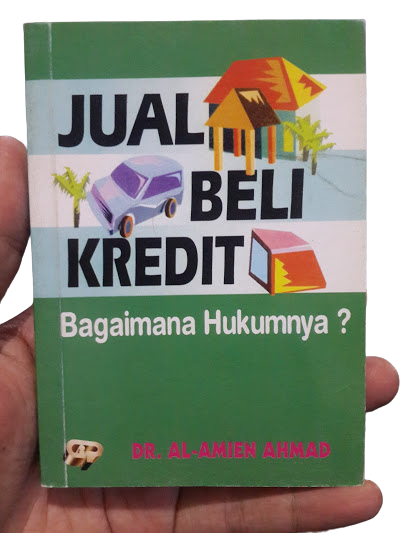 JUAL
BELI
KREDIT
Bagaimana Hukumnya ?
DR. AL-AMIEN AHMAD